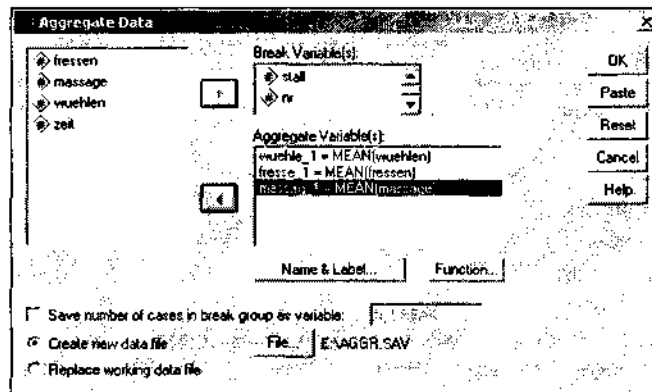 Aggregate Data
fressen
massage
wuehlen
zeit
Break Variable(s):
stall
nr
Aggregate Variable(s):
wuehle_1 = MEAN(wuehlen)
fresse_1 = MEAN(fressen)
= MEAN(massage)
Name & Label...
Function...
OK
Paste
Reset
Cancel
Help
Save number of cases in break group as variable:
Create new data file
File...
E:\AGGR.SAV
Replace working data file